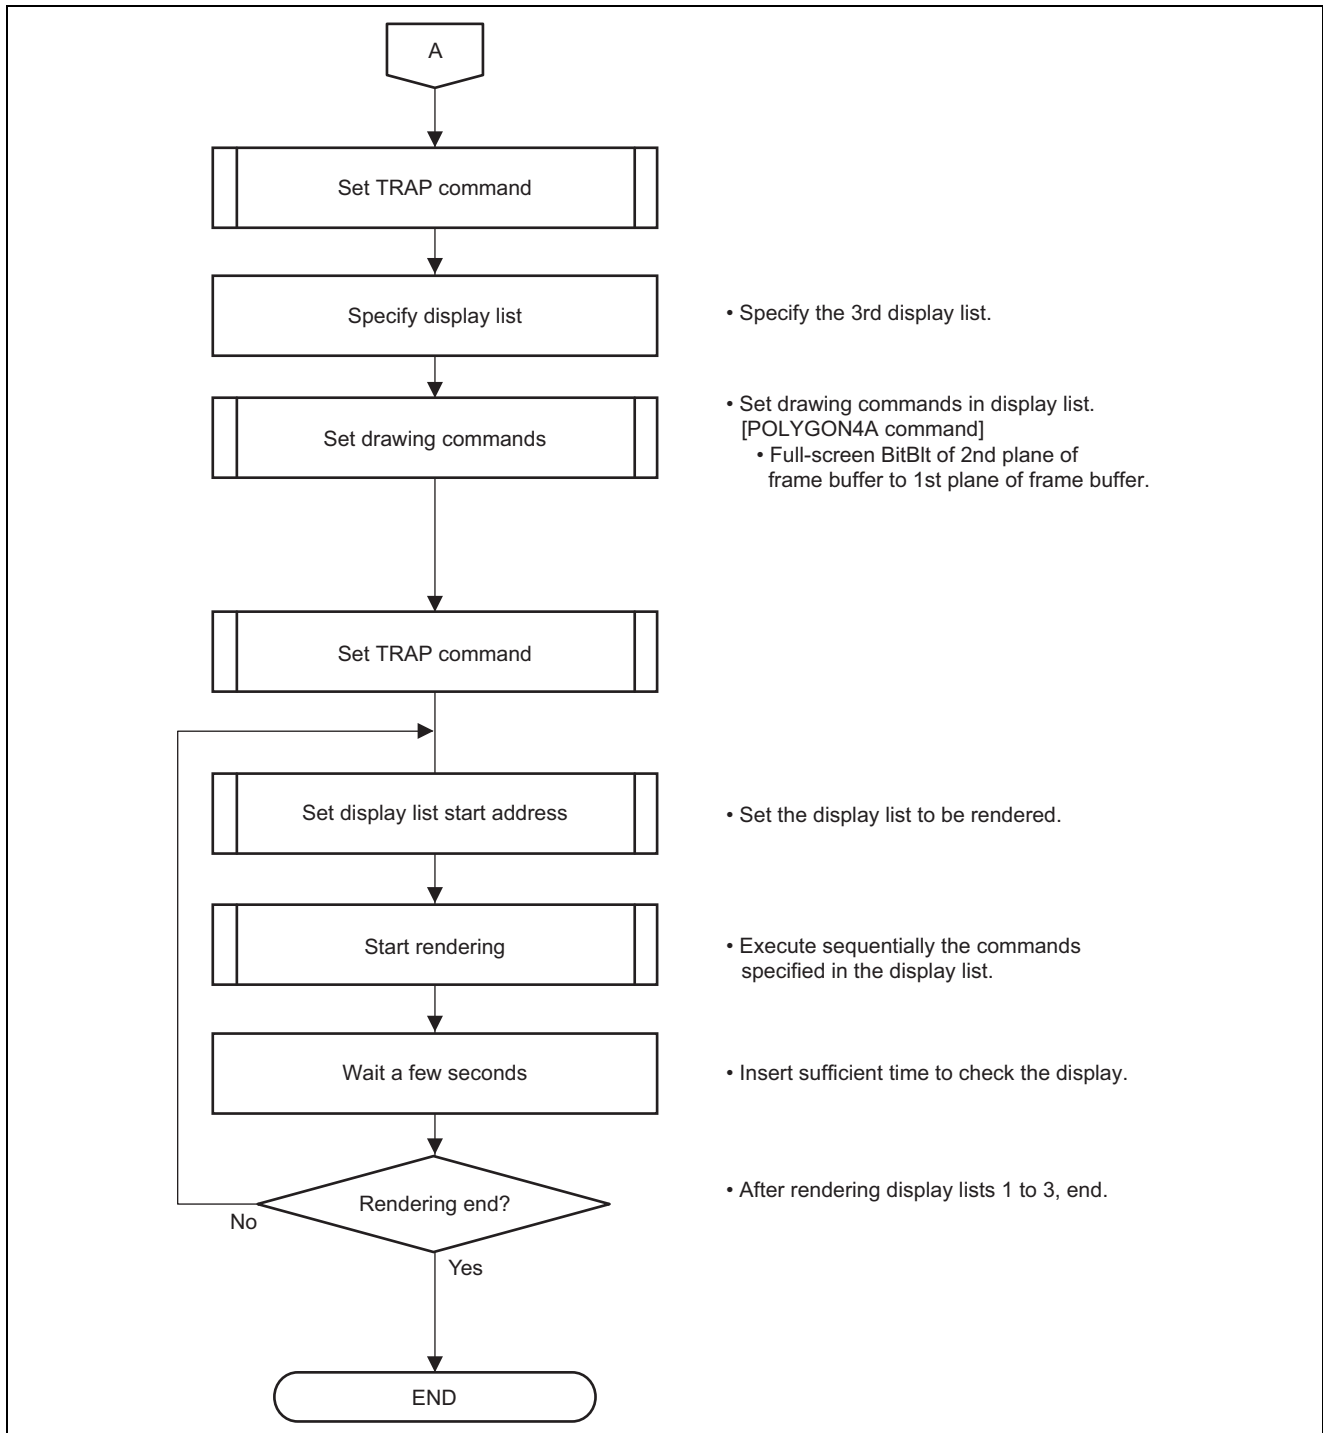 A
Set TRAP command
Specify display list
• Specify the 3rd display list.
Set drawing commands
• Set drawing commands in display list.
[POLYGON4A command]
• Full-screen BitBlt of 2nd plane of
frame buffer to 1st plane of frame buffer.
Set TRAP command
Set display list start address
• Set the display list to be rendered.
Start rendering
• Execute sequentially the commands
specified in the display list.
Wait a few seconds
• Insert sufficient time to check the display.
Rendering end?
• After rendering display lists 1 to 3, end.
No
Yes
END